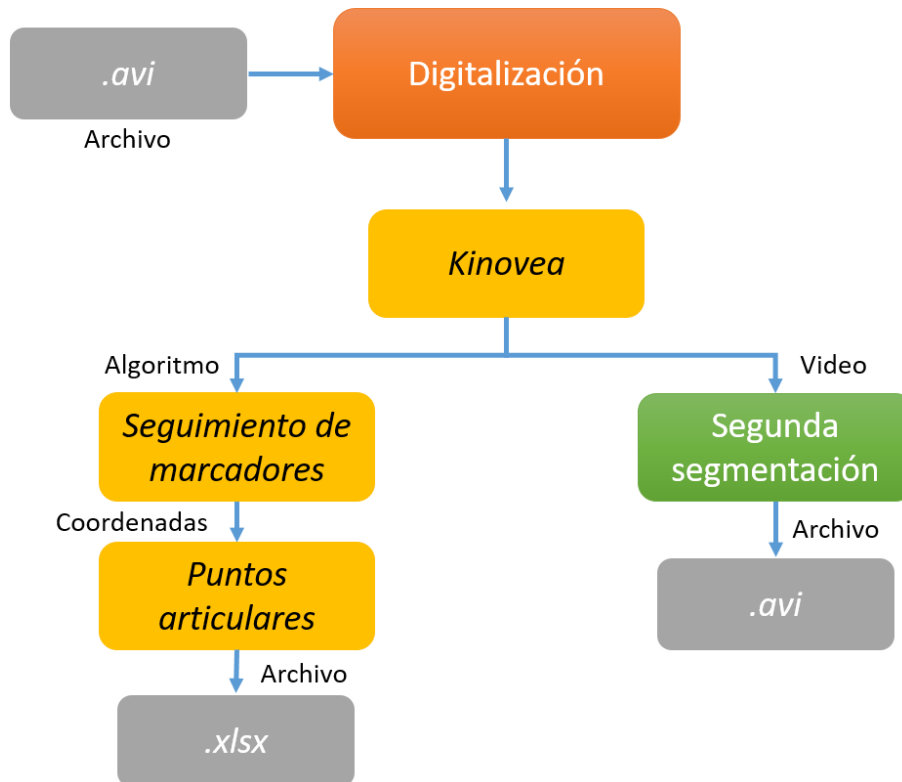 .avi
Archivo
Digitalización
Kinovea
Algoritmo
Seguimiento de
marcadores
Coordenadas
Puntos
articulares
Archivo
.xlsx
Video
Segunda
segmentación
Archivo
.avi